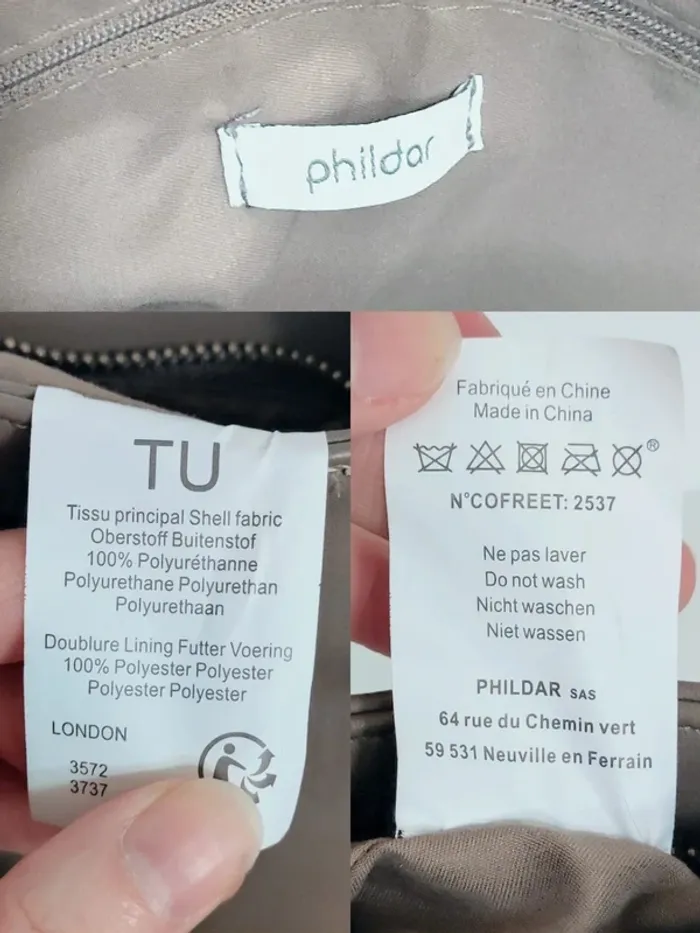 phildar
TU
Tissu principal Shell fabric
Oberstoff Buitenstof
100% Polyuréthanne
Polyurethane Polyurethan
Polyurethaan
Doublure Lining Futter Voering
100% Polyester Polyester
Polyester Polyester
LONDON
3572
3737
Fabriqué en Chine
Made in China
®
N°COFREET: 2537
Ne pas laver
Do not wash
Nicht waschen
Niet wassen
PHILDAR SAS
64 rue du Chemin vert
59 531 Neuville en Ferrain